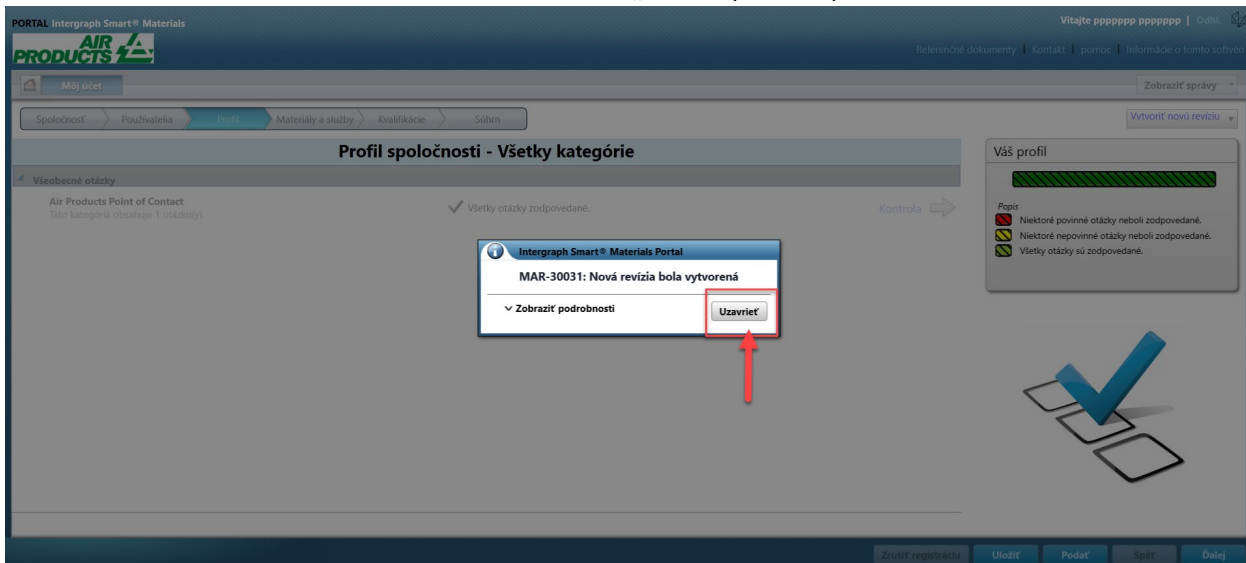 PORTAL Intergraph Smart® Materials
Vitajte ppppppp ppppppp | Odhl.
AIR
PRODUCTS
Referenčné dokumenty | Kontakt | pomoc | Informácie o tomto softvéri
Môj účet
Zobraziť správy
Spoločnosť
Používatelia
Profil
Materiály a služby
Kvalifikácie
Súhrn
Vytvoriť novú revíziu
Profil spoločnosti - Všetky kategórie
Váš profil
Všeobecné otázky
Air Products Point of Contact
Táto kategória obsahuje 1 otázku(y).
Všetky otázky zodpovedané.
Kontrola
Popis
Niektoré povinné otázky neboli zodpovedané.
Niektoré nepovinné otázky neboli zodpovedané.
Všetky otázky sú zodpovedané.
Intergraph Smart® Materials Portal
MAR-30031: Nová revízia bola vytvorená
Zobraziť podrobnosti
Uzavrieť
Zrušiť registráciu
Uložiť
Podať
Späť
Ďalej